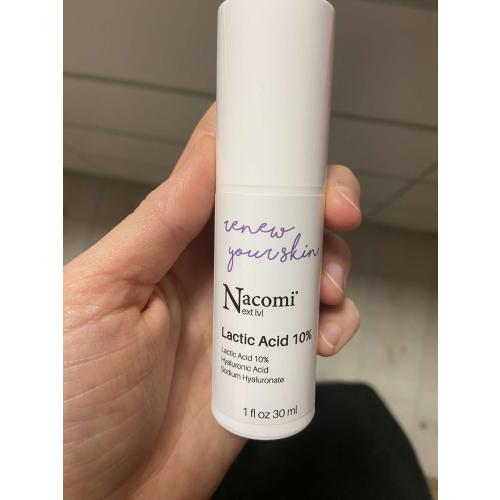 renew
your skin
Nacomi
Next lvl
Lactic Acid 10%
Lactic Acid 10%
Hyaluronic Acid
Sodium Hyaluronate
1 fl oz 30 ml